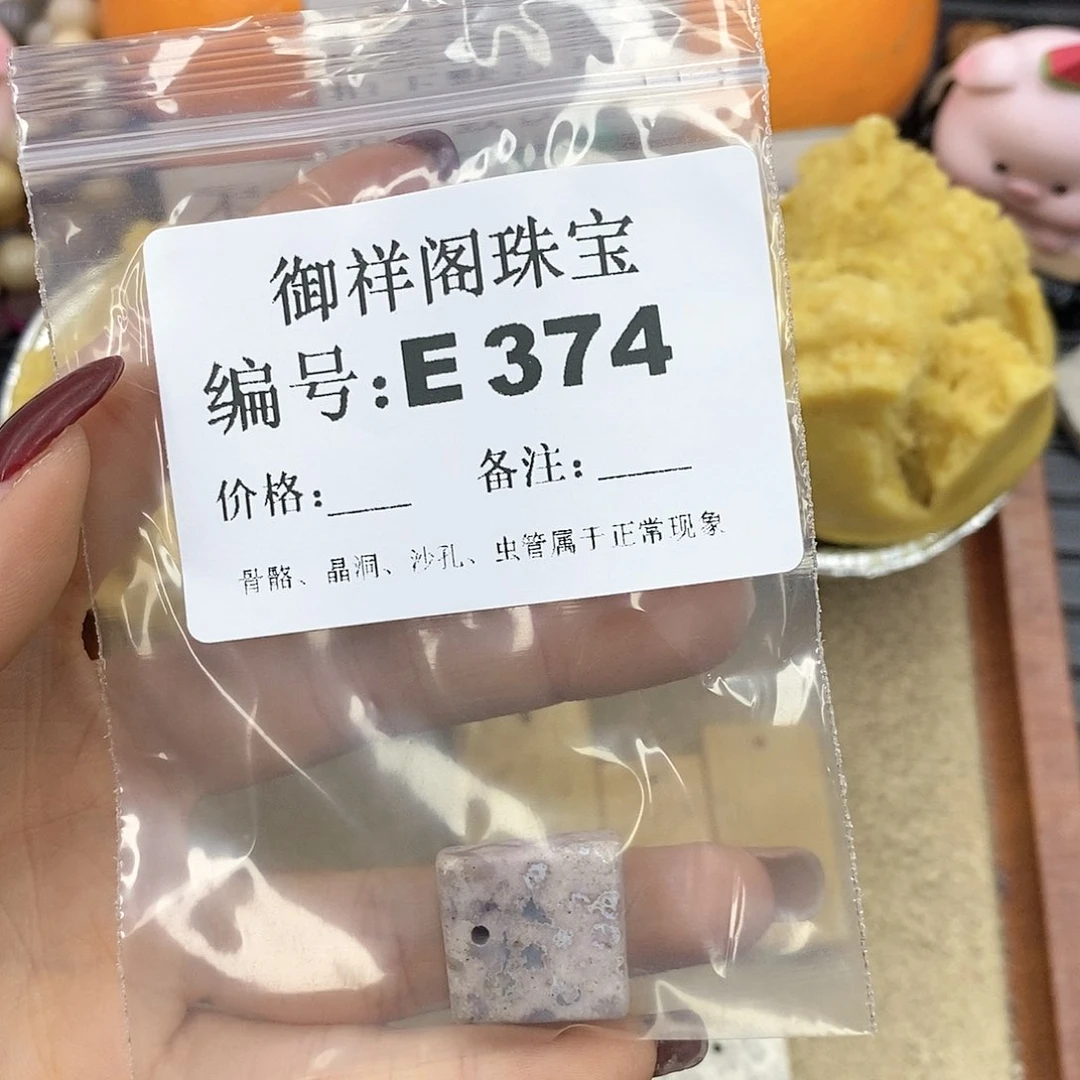 御祥阁珠宝
编号:E 374
价格:___ 备注:____
骨骼、晶洞、沙孔、虫管属于正常现象